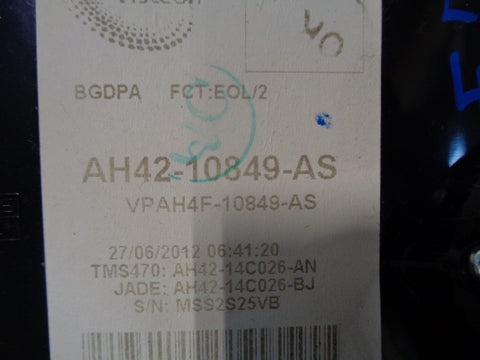 Visteon
BGDPA FCT:EOL/2
AH42-10849-AS
VPAH4F-10849-AS
27/06/2012 06:41:20
TMS470: AH42-14C026-AN
JADE: AH42-14C026-BJ
S/N: MSS2S25VB